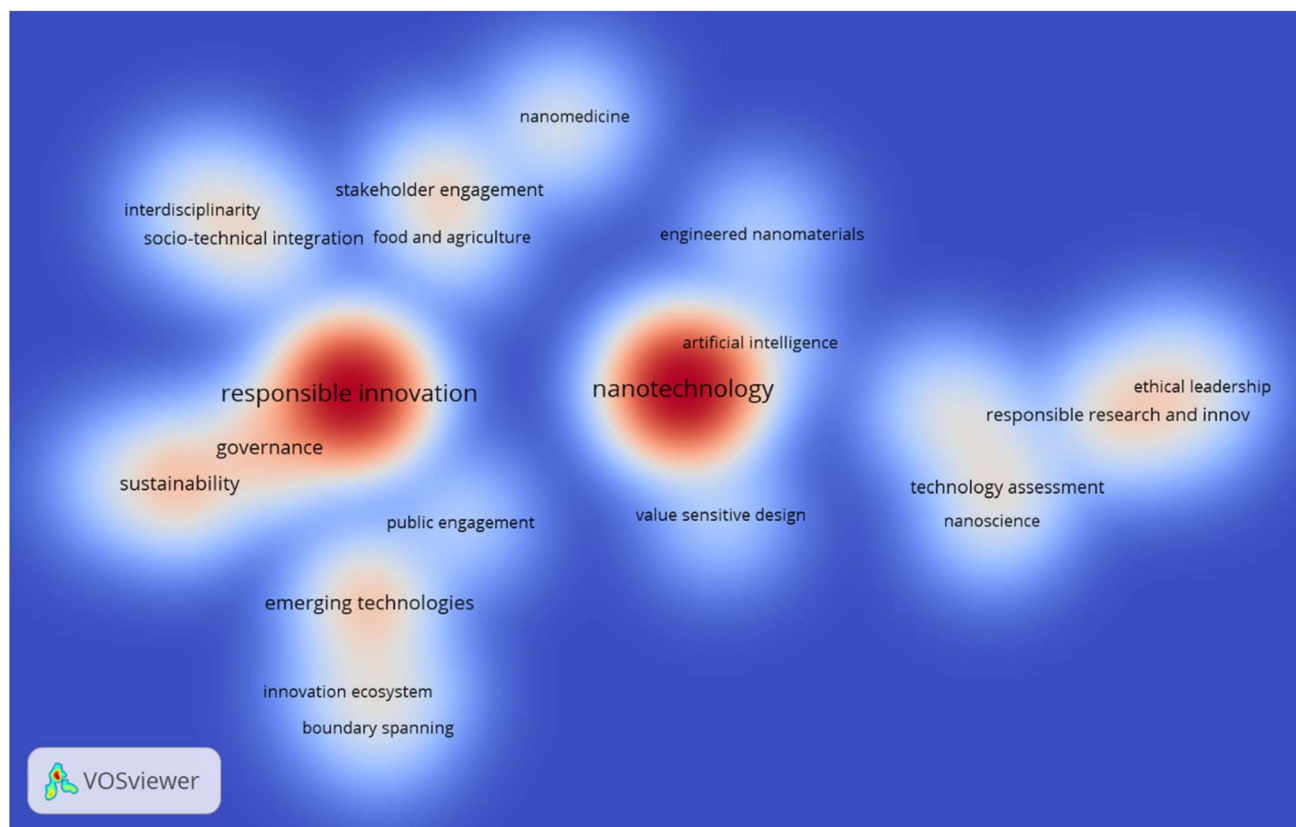 nanomedicine
stakeholder engagement
interdisciplinarity
socio-technical integration
food and agriculture
engineered nanomaterials
artificial intelligence
responsible innovation
nanotechnology
ethical leadership
responsible research and innov
governance
sustainability
technology assessment
public engagement
value sensitive design
nanoscience
emerging technologies
innovation ecosystem
boundary spanning
VOSviewer